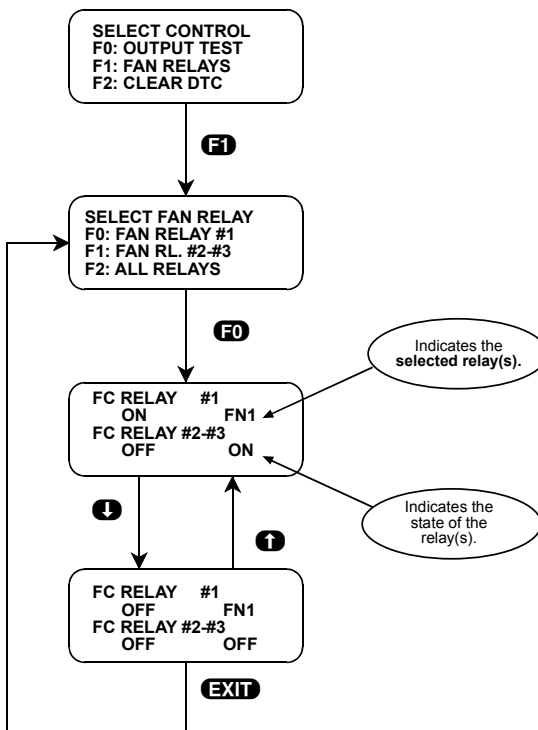 SELECT CONTROL
F0: OUTPUT TEST
F1: FAN RELAYS
F2: CLEAR DTC
F1
SELECT FAN RELAY
F0: FAN RELAY #1
F1: FAN RL. #2-#3
F2: ALL RELAYS
F0
Indicates the
selected relay(s).
FC RELAY #1
ON FN1
FC RELAY #2-#3
OFF ON
Indicates the
state of the
relay(s).
FC RELAY #1
OFF FN1
FC RELAY #2-#3
OFF OFF
EXIT